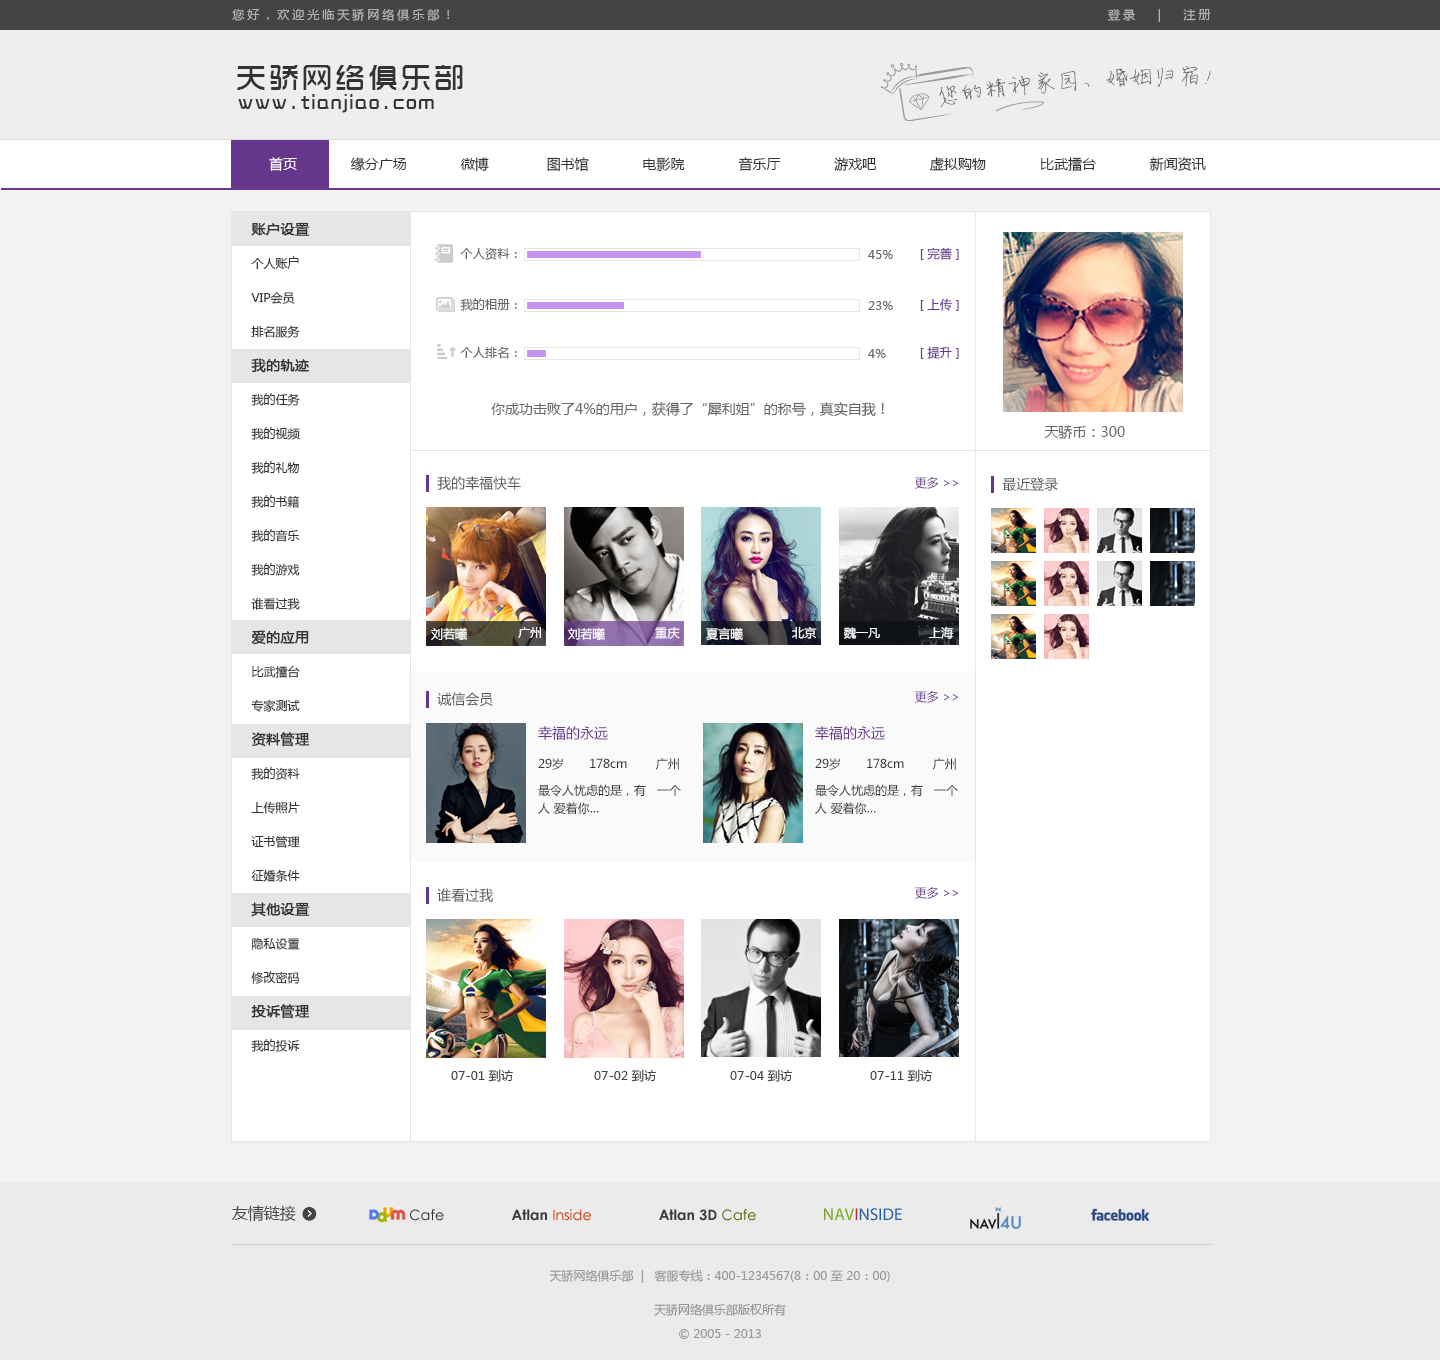 您好，欢迎光临天骄网络俱乐部！
登录 | 注册
天骄网络俱乐部
www.tianjiao.com
您的精神家园、婚姻归宿！
首页 缘分广场 微博 图书馆 电影院 音乐厅 游戏吧 虚拟购物 比武擂台 新闻资讯
账户设置
个人账户
VIP会员
排名服务
我的轨迹
我的任务
我的视频
我的礼物
我的书籍
我的音乐
我的游戏
谁看过我
爱的应用
比武擂台
专家测试
资料管理
我的资料
上传照片
证书管理
征婚条件
其他设置
隐私设置
修改密码
投诉管理
我的投诉
个人资料： 45% [ 完善 ]
我的相册： 23% [ 上传 ]
个人排名： 4% [ 提升 ]
你成功击败了4%的用户，获得了“犀利姐”的称号，真实自我！
天骄币：300
我的幸福快车 更多 >>
刘若曦 广州 刘若曦 重庆 夏言曦 北京 魏一凡 上海
最近登录
诚信会员 更多 >>
幸福的永远
29岁 178cm 广州
最令人忧虑的是，有 一个
人 爱着你...
幸福的永远
29岁 178cm 广州
最令人忧虑的是，有 一个
人 爱着你...
谁看过我 更多 >>
07-01 到访 07-02 到访 07-04 到访 07-11 到访
友情链接 Daum Cafe Atlan Inside Atlan 3D Cafe NAVINSIDE NAVI4U facebook
天骄网络俱乐部 | 客服专线：400-1234567(8：00 至 20：00)
天骄网络俱乐部版权所有
© 2005 - 2013